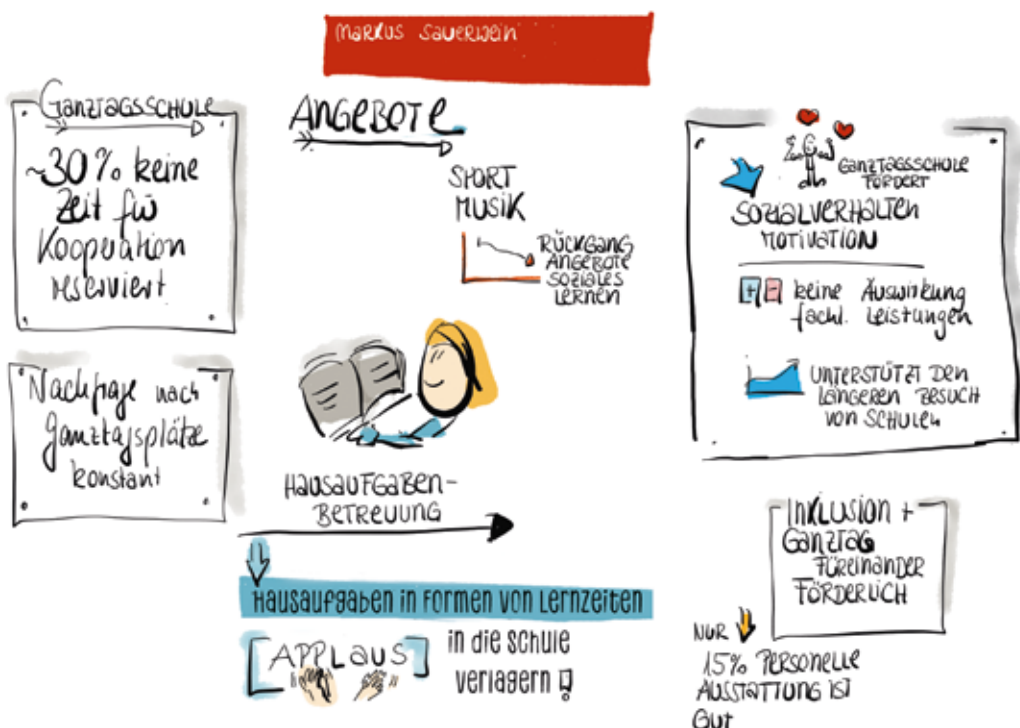 Markus Sauerwein
GANZTAGSSCHULE
~30% keine
Zeit für
Kooperation
reserviert
Nachfrage nach
Ganztagsplätze
konstant
ANGEBOTE
SPORT
MUSIK
RÜCKGANG
ANGEBOTE
SOZIALES
LERNEN
HAUSAUFGABEN-
BETREUUNG
Hausaufgaben in Formen von Lernzeiten
[APPLAUS]
in die Schule
verlagern !
GANZTAGSSCHULE
FÖRDERT
SOZIALVERHALTEN
MOTIVATION
+ -
keine Auswirkung
fachl. Leistungen
UNTERSTÜTZT DEN
LÄNGEREN BESUCH
VON SCHULEN
INKLUSION +
GANZTAG
FÜREINANDER
FÖRDERLICH
NUR
15% PERSONELLE
AUSSTATTUNG IST
GUT